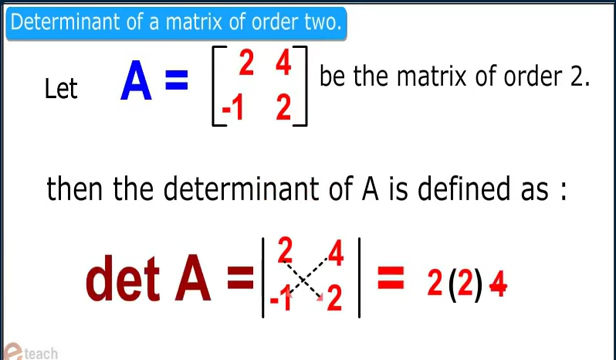 Determinant of a matrix of order two.
Let A = [ 2 4 be the matrix of order 2.
-1 2 ]
then the determinant of A is defined as :
det A = | 2 4 | = 2 (2) -4
-1 2
eteach